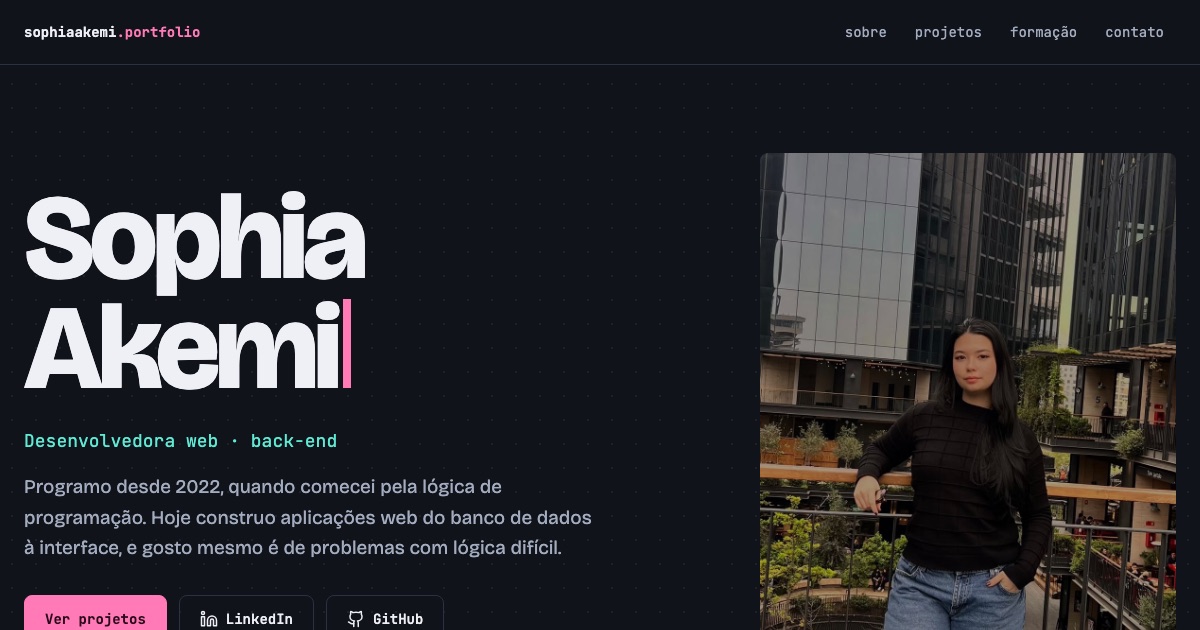 sophiaakemi.portfolio
sobre projetos formação contato
Sophia
Akemi
Desenvolvedora web · back-end
Programo desde 2022, quando comecei pela lógica de
programação. Hoje construo aplicações web do banco de dados
à interface, e gosto mesmo é de problemas com lógica difícil.
Ver projetos LinkedIn GitHub